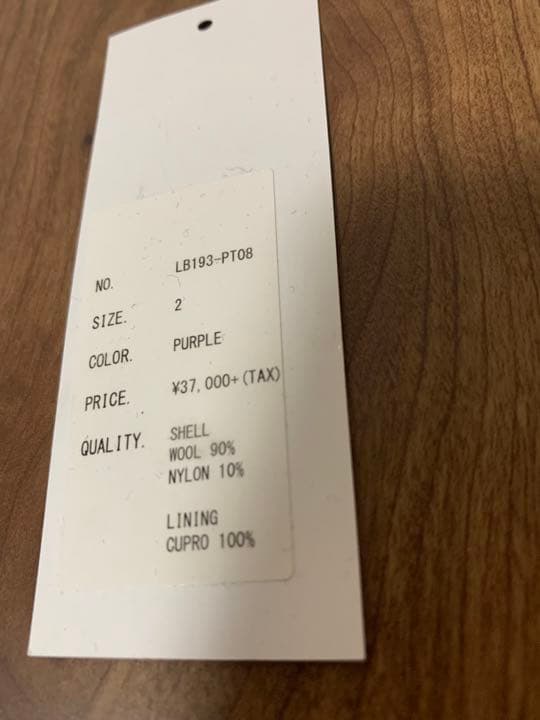 NO. LB193-PT08
SIZE. 2
COLOR. PURPLE
PRICE. ¥37,000+(TAX)
QUALITY. SHELL
WOOL 90%
NYLON 10%
LINING
CUPRO 100%